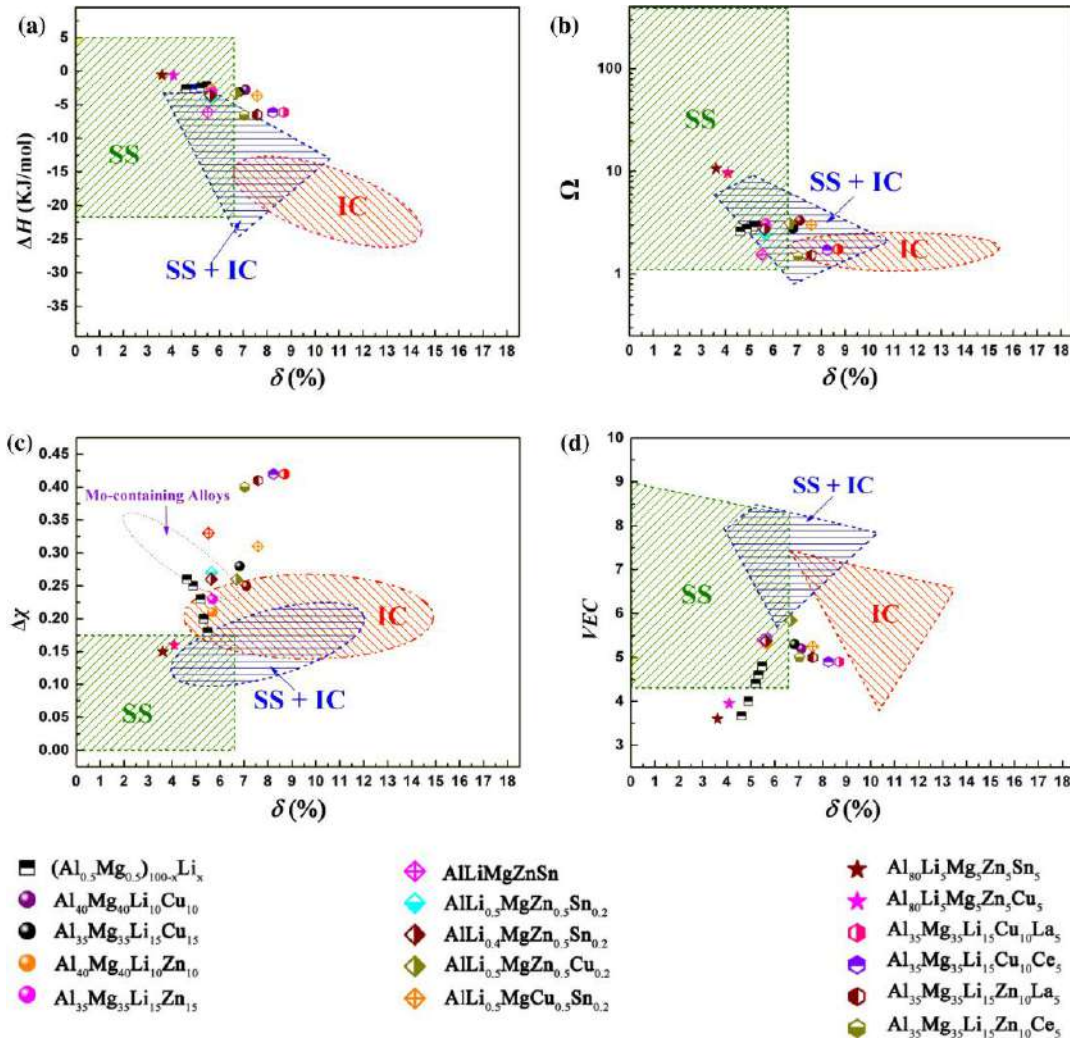 (a)
ΔH (KJ/mol)
5
0
-5
-10
-15
-20
-25
-30
-35
SS
IC
SS + IC
0 1 2 3 4 5 6 7 8 9 10 11 12 13 14 15 16 17 18
δ (%)
(b)
Ω
100
10
1
SS
SS + IC
IC
0 1 2 3 4 5 6 7 8 9 10 11 12 13 14 15 16 17 18
δ (%)
(c)
Δχ
0.45
0.40
0.35
0.30
0.25
0.20
0.15
0.10
0.05
0.00
Mo-containing Alloys
IC
SS + IC
SS
0 1 2 3 4 5 6 7 8 9 10 11 12 13 14 15 16 17 18
δ (%)
(d)
VEC
10
9
8
7
6
5
4
3
SS + IC
SS
IC
0 1 2 3 4 5 6 7 8 9 10 11 12 13 14 15 16 17 18
δ (%)
(Al₀.₅Mg₀.₅)₁₀₀₋ₓLiₓ
Al₄₀Mg₄₀Li₁₀Cu₁₀
Al₃₅Mg₃₅Li₁₅Cu₁₅
Al₄₀Mg₄₀Li₁₀Zn₁₀
Al₃₅Mg₃₅Li₁₅Zn₁₅
AlLiMgZnSn
AlLi₀.₅MgZn₀.₅Sn₀.₂
AlLi₀.₄MgZn₀.₅Sn₀.₂
AlLi₀.₅MgZn₀.₅Cu₀.₂
AlLi₀.₅MgCu₀.₅Sn₀.₂
Al₈₀Li₅Mg₅Zn₅Sn₅
Al₈₀Li₅Mg₅Zn₅Cu₅
Al₃₅Mg₃₅Li₁₅Cu₁₀La₅
Al₃₅Mg₃₅Li₁₅Cu₁₀Ce₅
Al₃₅Mg₃₅Li₁₅Zn₁₀La₅
Al₃₅Mg₃₅Li₁₅Zn₁₀Ce₅